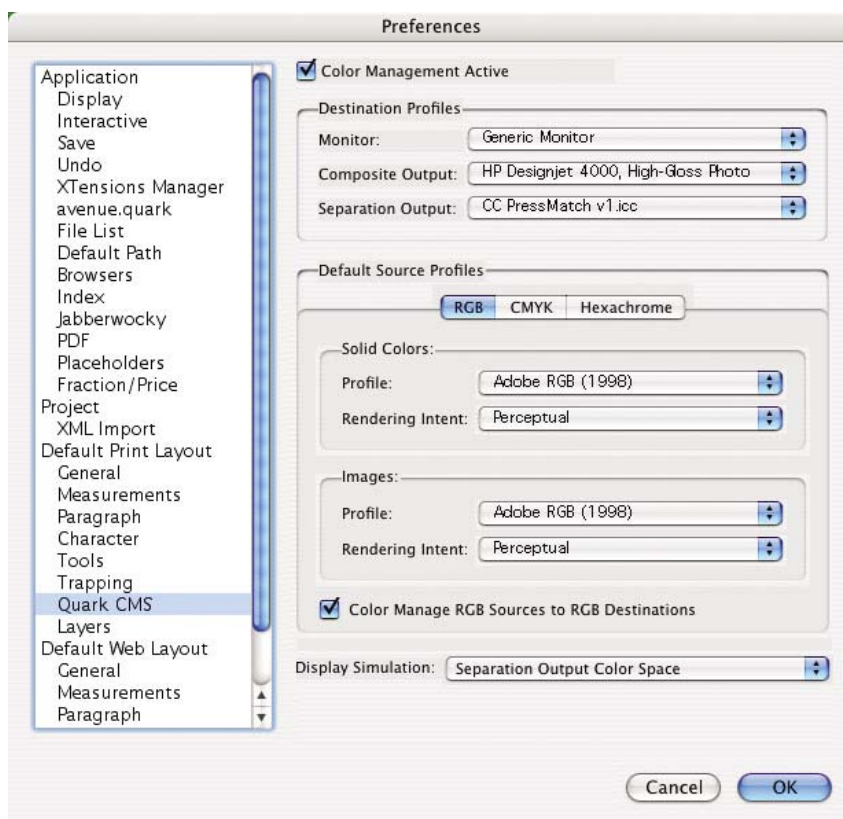 Preferences
Application
Display
Interactive
Save
Undo
XTensions Manager
avenue.quark
File List
Default Path
Browsers
Index
Jabberwocky
PDF
Placeholders
Fraction/Price
Project
XML Import
Default Print Layout
General
Measurements
Paragraph
Character
Tools
Trapping
Quark CMS
Layers
Default Web Layout
General
Measurements
Paragraph
Color Management Active
Destination Profiles
Monitor: Generic Monitor
Composite Output: HP Designjet 4000, High-Gloss Photo
Separation Output: CC PressMatch v1.icc
Default Source Profiles
RGB CMYK Hexachrome
Solid Colors:
Profile: Adobe RGB (1998)
Rendering Intent: Perceptual
Images:
Profile: Adobe RGB (1998)
Rendering Intent: Perceptual
Color Manage RGB Sources to RGB Destinations
Display Simulation: Separation Output Color Space
Cancel OK